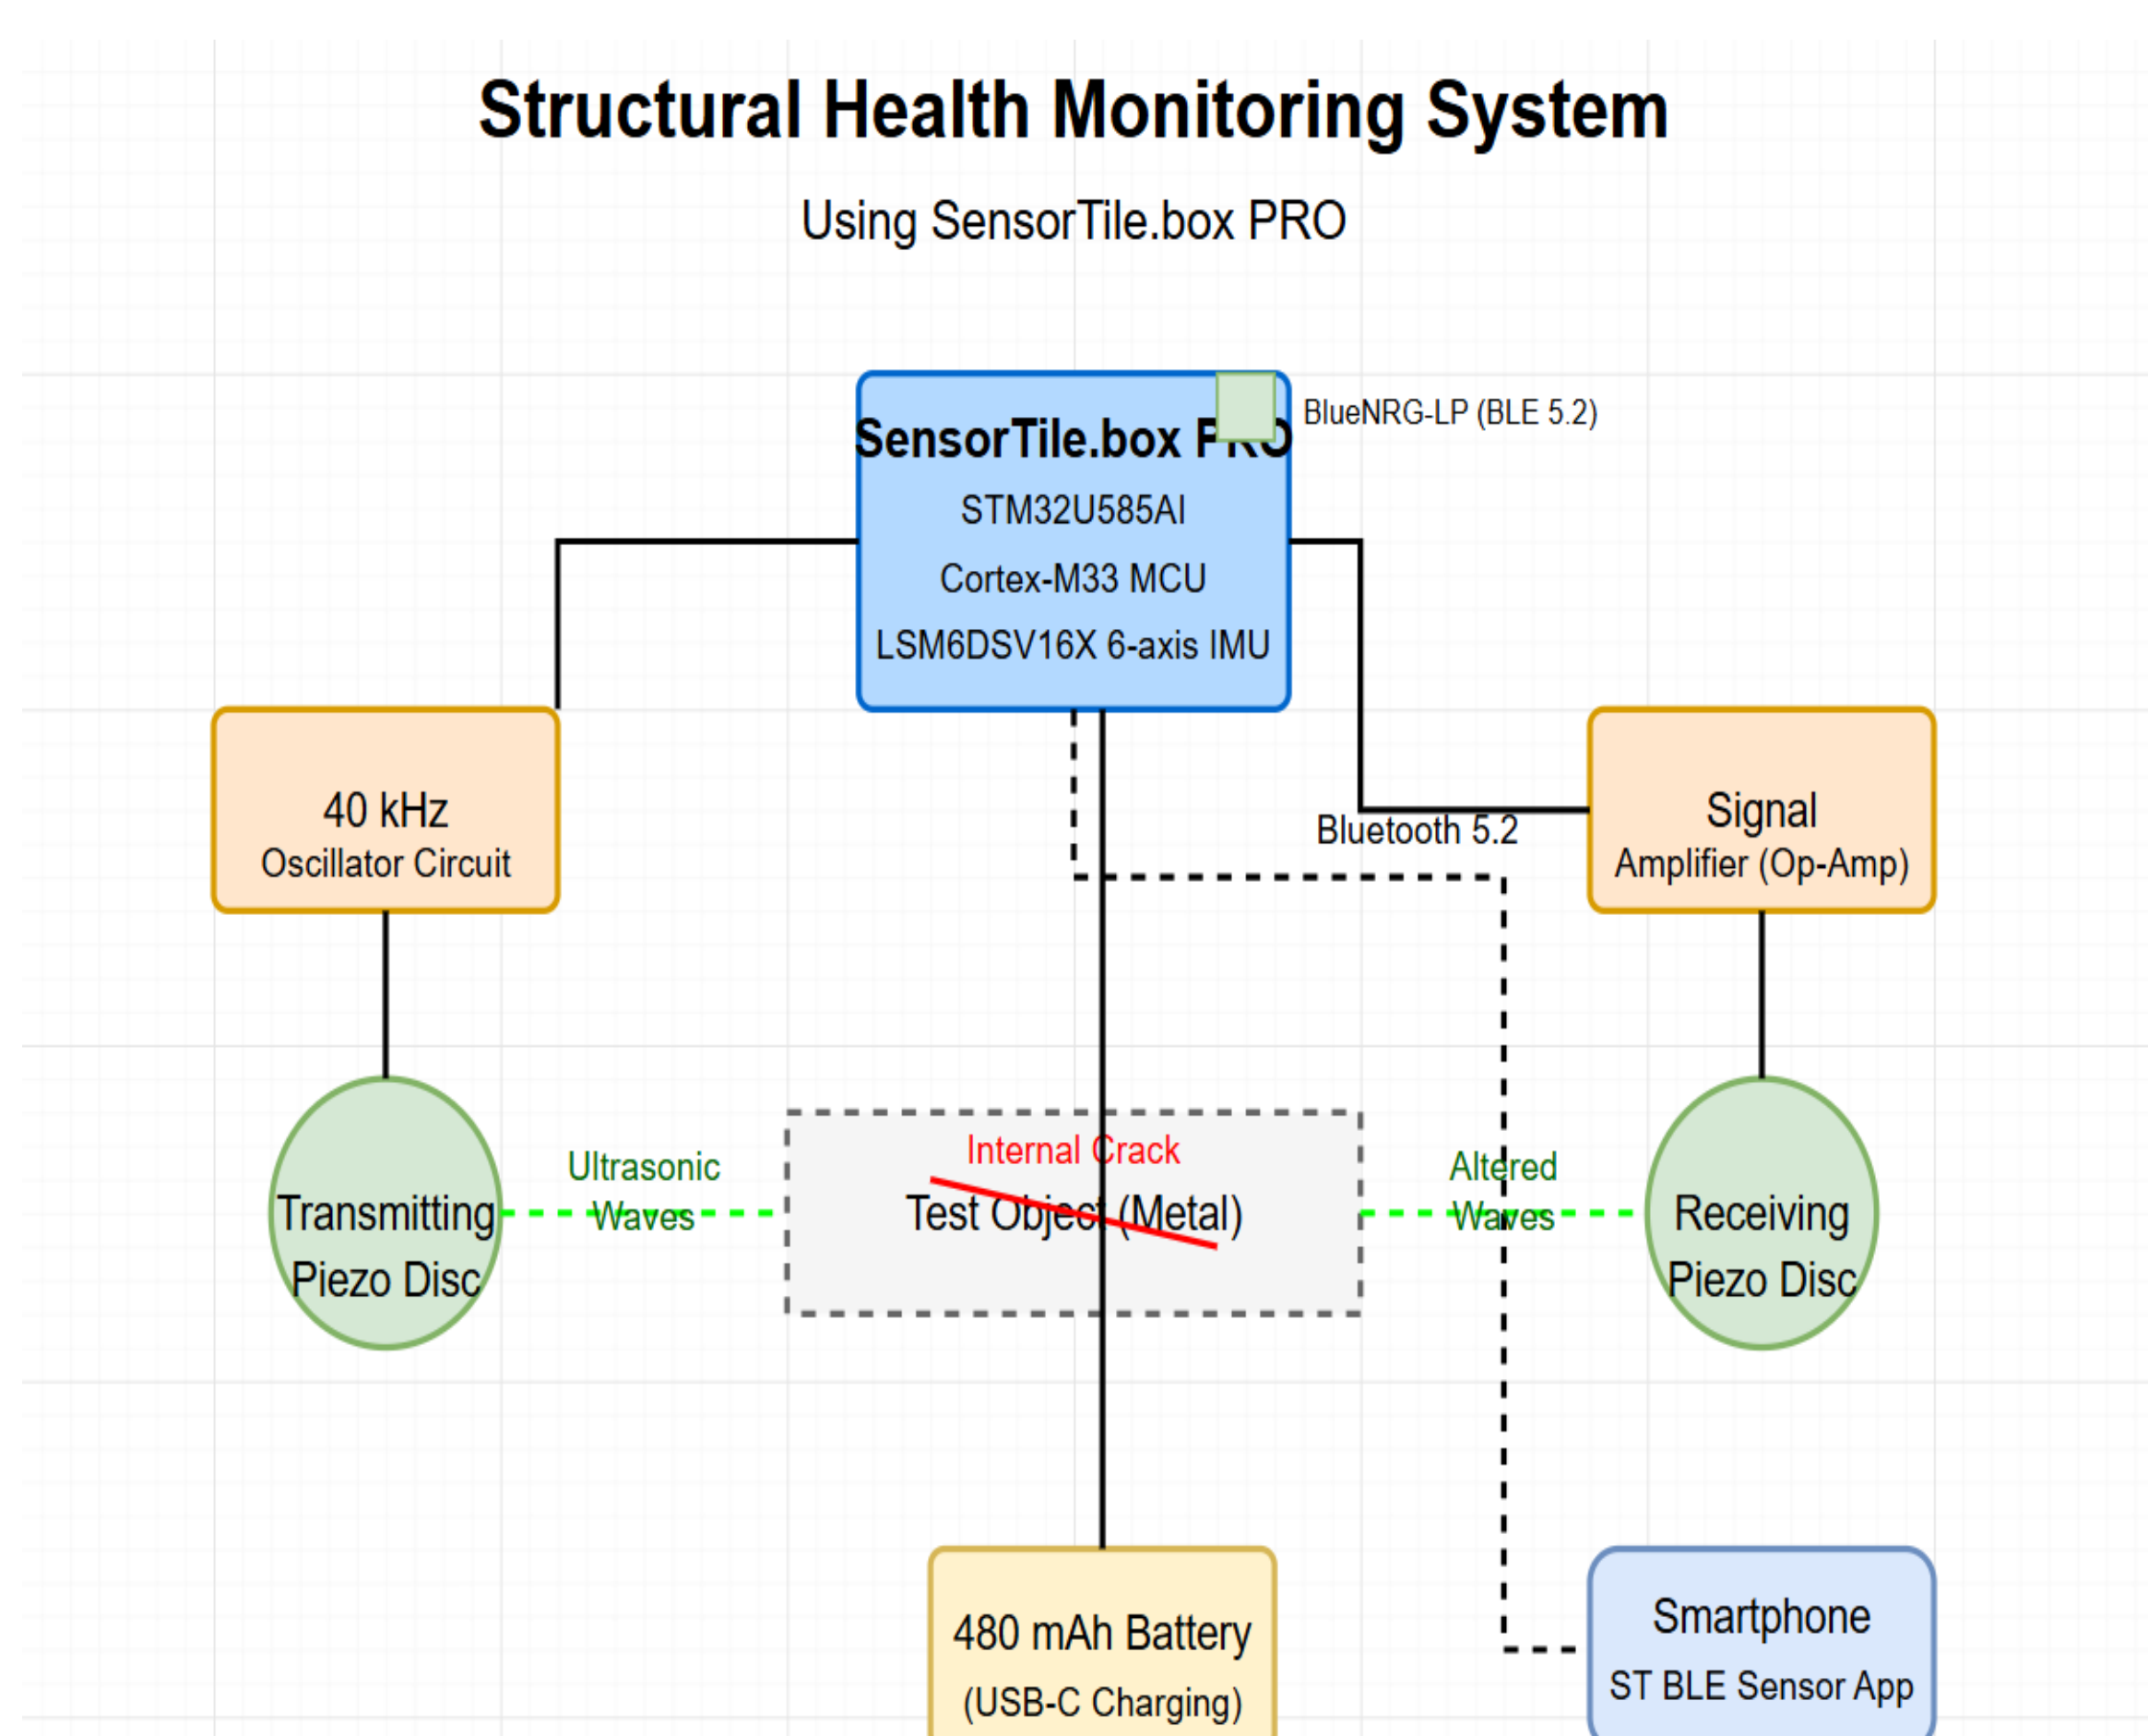 Structural Health Monitoring System
Using SensorTile.box PRO
BlueNRG-LP (BLE 5.2)
SensorTile.box PRO
STM32U585AI
Cortex-M33 MCU
LSM6DSV16X 6-axis IMU
40 kHz
Oscillator Circuit
Bluetooth 5.2
Signal
Amplifier (Op-Amp)
Transmitting
Piezo Disc
Ultrasonic
Waves
Internal Crack
Test Object (Metal)
Altered
Waves
Receiving
Piezo Disc
480 mAh Battery
(USB-C Charging)
Smartphone
ST BLE Sensor App